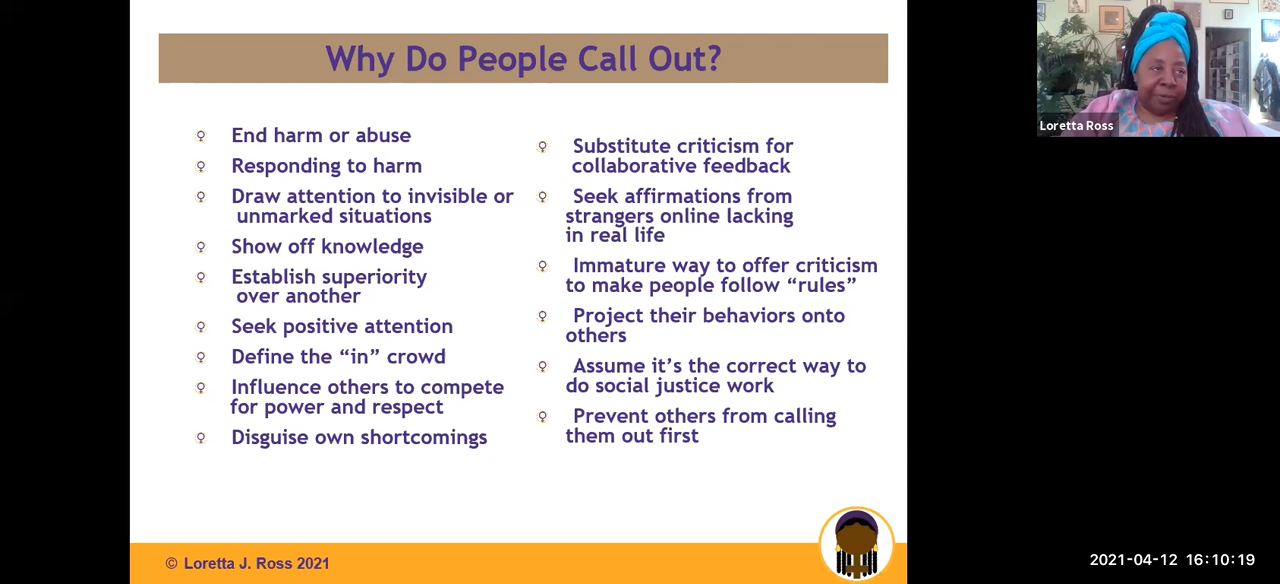 Why Do People Call Out?
End harm or abuse
Responding to harm
Draw attention to invisible or
unmarked situations
Show off knowledge
Establish superiority
over another
Seek positive attention
Define the “in” crowd
Influence others to compete
for power and respect
Disguise own shortcomings
Substitute criticism for
collaborative feedback
Seek affirmations from
strangers online lacking
in real life
Immature way to offer criticism
to make people follow “rules”
Project their behaviors onto
others
Assume it’s the correct way to
do social justice work
Prevent others from calling
them out first
© Loretta J. Ross 2021
Loretta Ross
2021-04-12 16:10:19